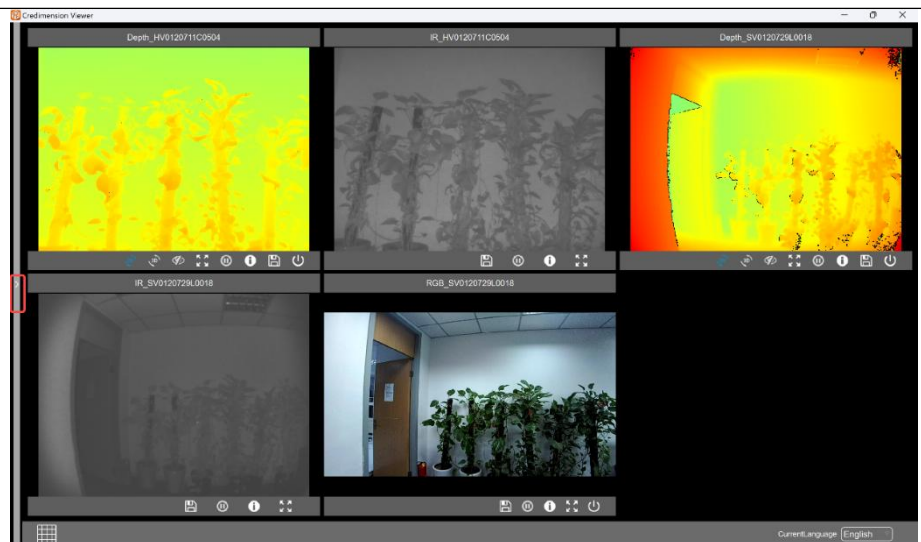 Credimension Viewer
Depth_HV0120711C0504
IR_HV0120711C0504
Depth_SV0120729L0018
IR_SV0120729L0018
RGB_SV0120729L0018
CurrentLanguage English